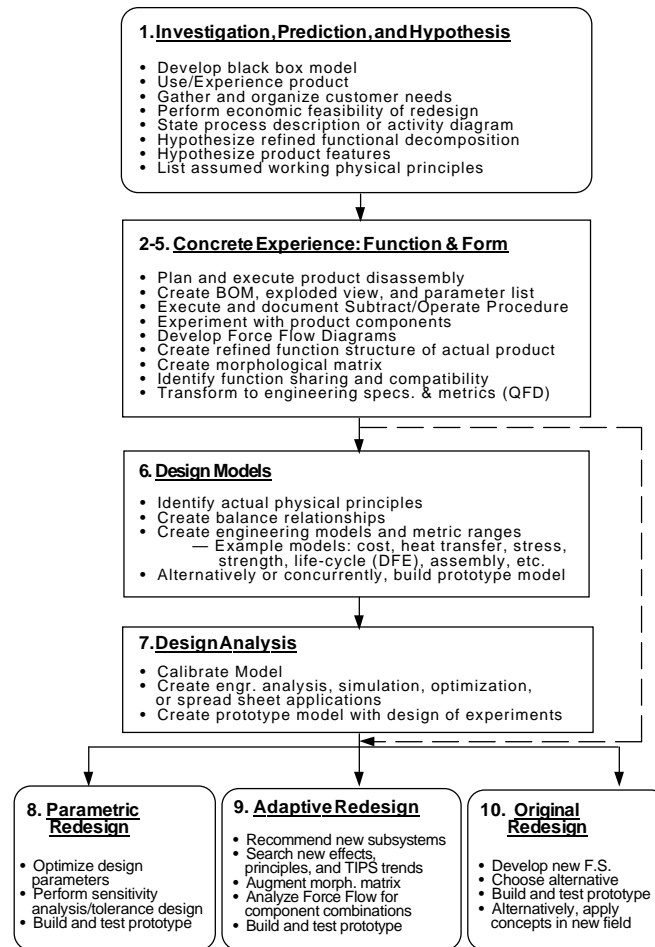 1. Investigation, Prediction, and Hypothesis
• Develop black box model
• Use/Experience product
• Gather and organize customer needs
• Perform economic feasibility of redesign
• State process description or activity diagram
• Hypothesize refined functional decomposition
• Hypothesize product features
• List assumed working physical principles
2-5. Concrete Experience: Function & Form
• Plan and execute product disassembly
• Create BOM, exploded view, and parameter list
• Execute and document Subtract/Operate Procedure
• Experiment with product components
• Develop Force Flow Diagrams
• Create refined function structure of actual product
• Create morphological matrix
• Identify function sharing and compatibility
• Transform to engineering specs. & metrics (QFD)
6. Design Models
• Identify actual physical principles
• Create balance relationships
• Create engineering models and metric ranges
— Example models: cost, heat transfer, stress,
strength, life-cycle (DFE), assembly, etc.
• Alternatively or concurrently, build prototype model
7. Design Analysis
• Calibrate Model
• Create engr. analysis, simulation, optimization,
or spread sheet applications
• Create prototype model with design of experiments
8. Parametric
Redesign
• Optimize design
parameters
• Perform sensitivity
analysis/tolerance design
• Build and test prototype
9. Adaptive Redesign
• Recommend new subsystems
• Search new effects,
principles, and TIPS trends
• Augment morph. matrix
• Analyze Force Flow for
component combinations
• Build and test prototype
10. Original
Redesign
• Develop new F.S.
• Choose alternative
• Build and test prototype
• Alternatively, apply
concepts in new field